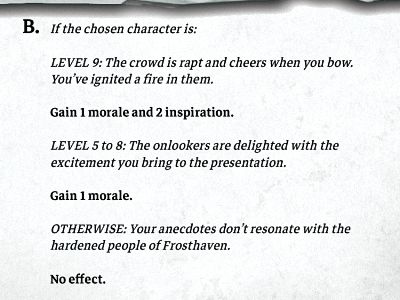 B. If the chosen character is:
LEVEL 9: The crowd is rapt and cheers when you bow.
You've ignited a fire in them.
Gain 1 morale and 2 inspiration.
LEVEL 5 to 8: The onlookers are delighted with the
excitement you bring to the presentation.
Gain 1 morale.
OTHERWISE: Your anecdotes don't resonate with the
hardened people of Frosthaven.
No effect.